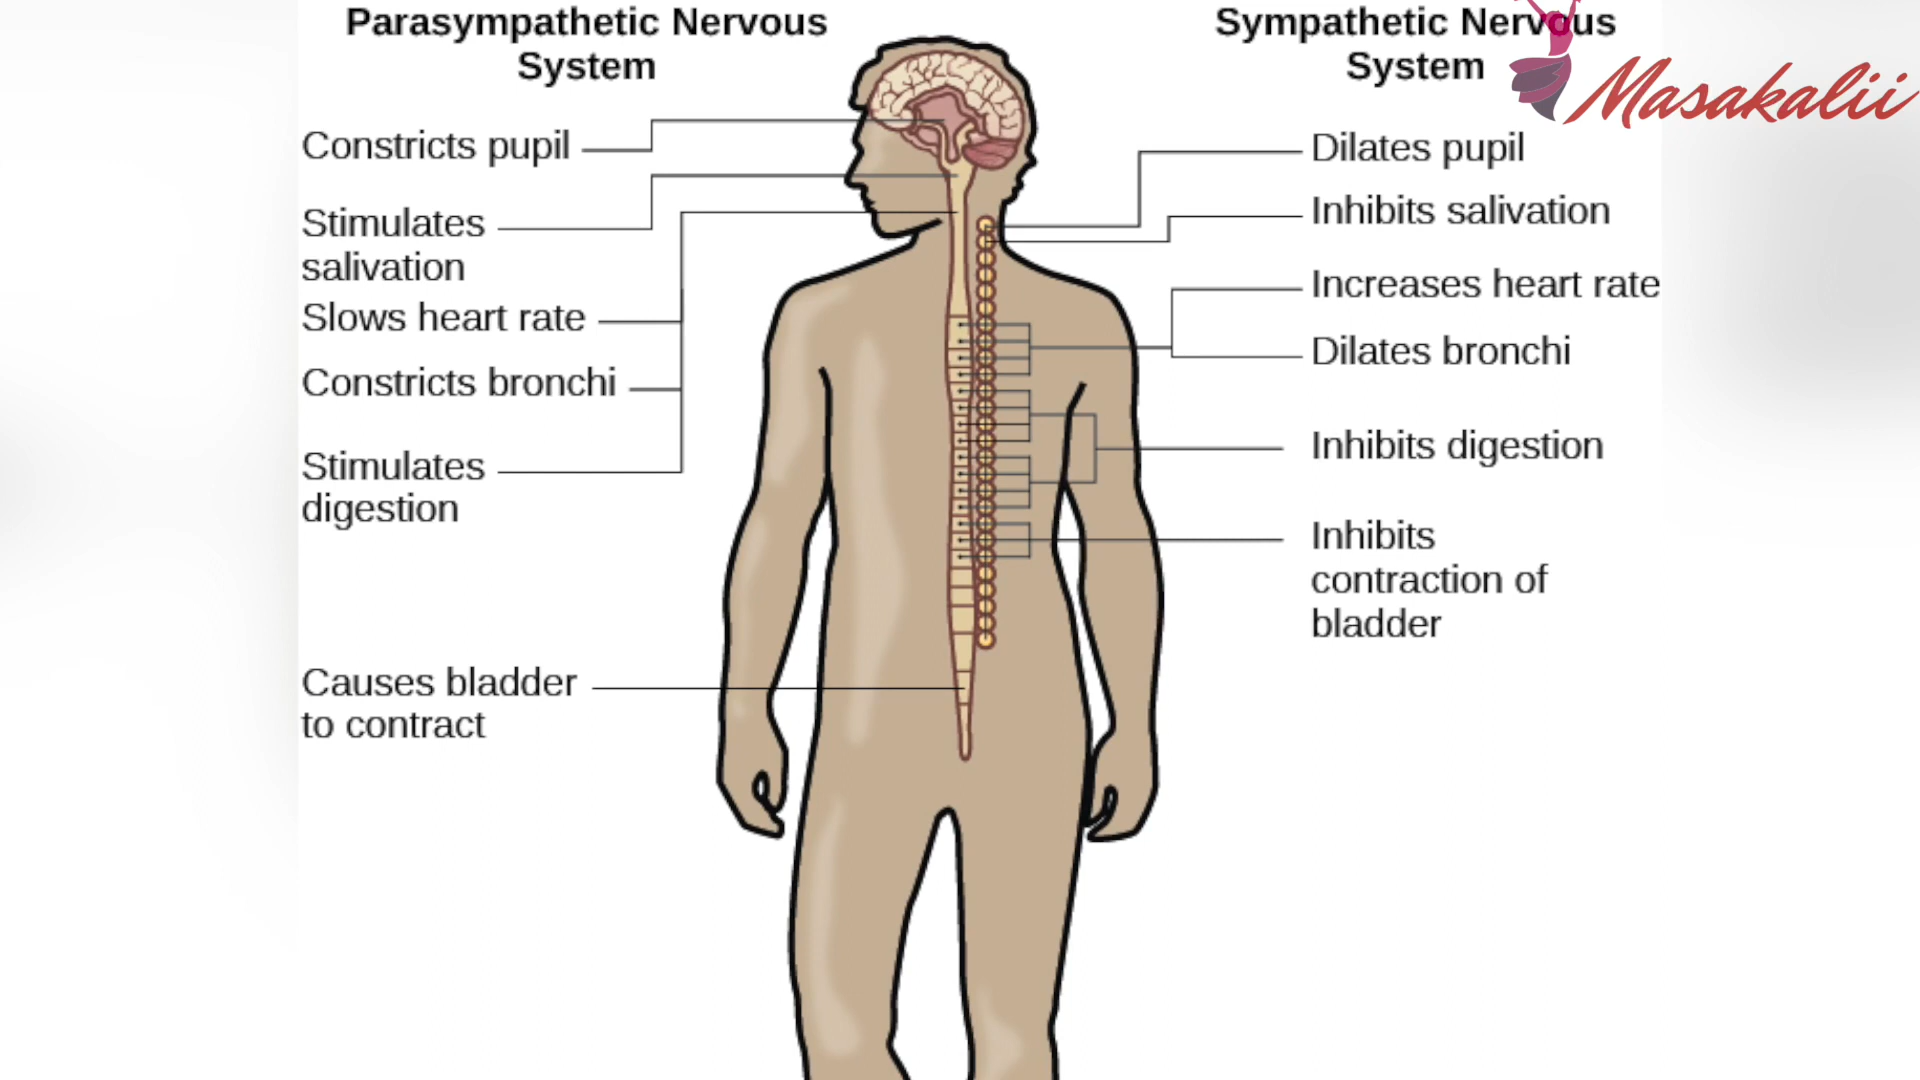 Parasympathetic Nervous
System
Constricts pupil
Stimulates
salivation
Slows heart rate
Constricts bronchi
Stimulates
digestion
Causes bladder
to contract
Sympathetic Nervous
System
Masakalii
Dilates pupil
Inhibits salivation
Increases heart rate
Dilates bronchi
Inhibits digestion
Inhibits
contraction of
bladder